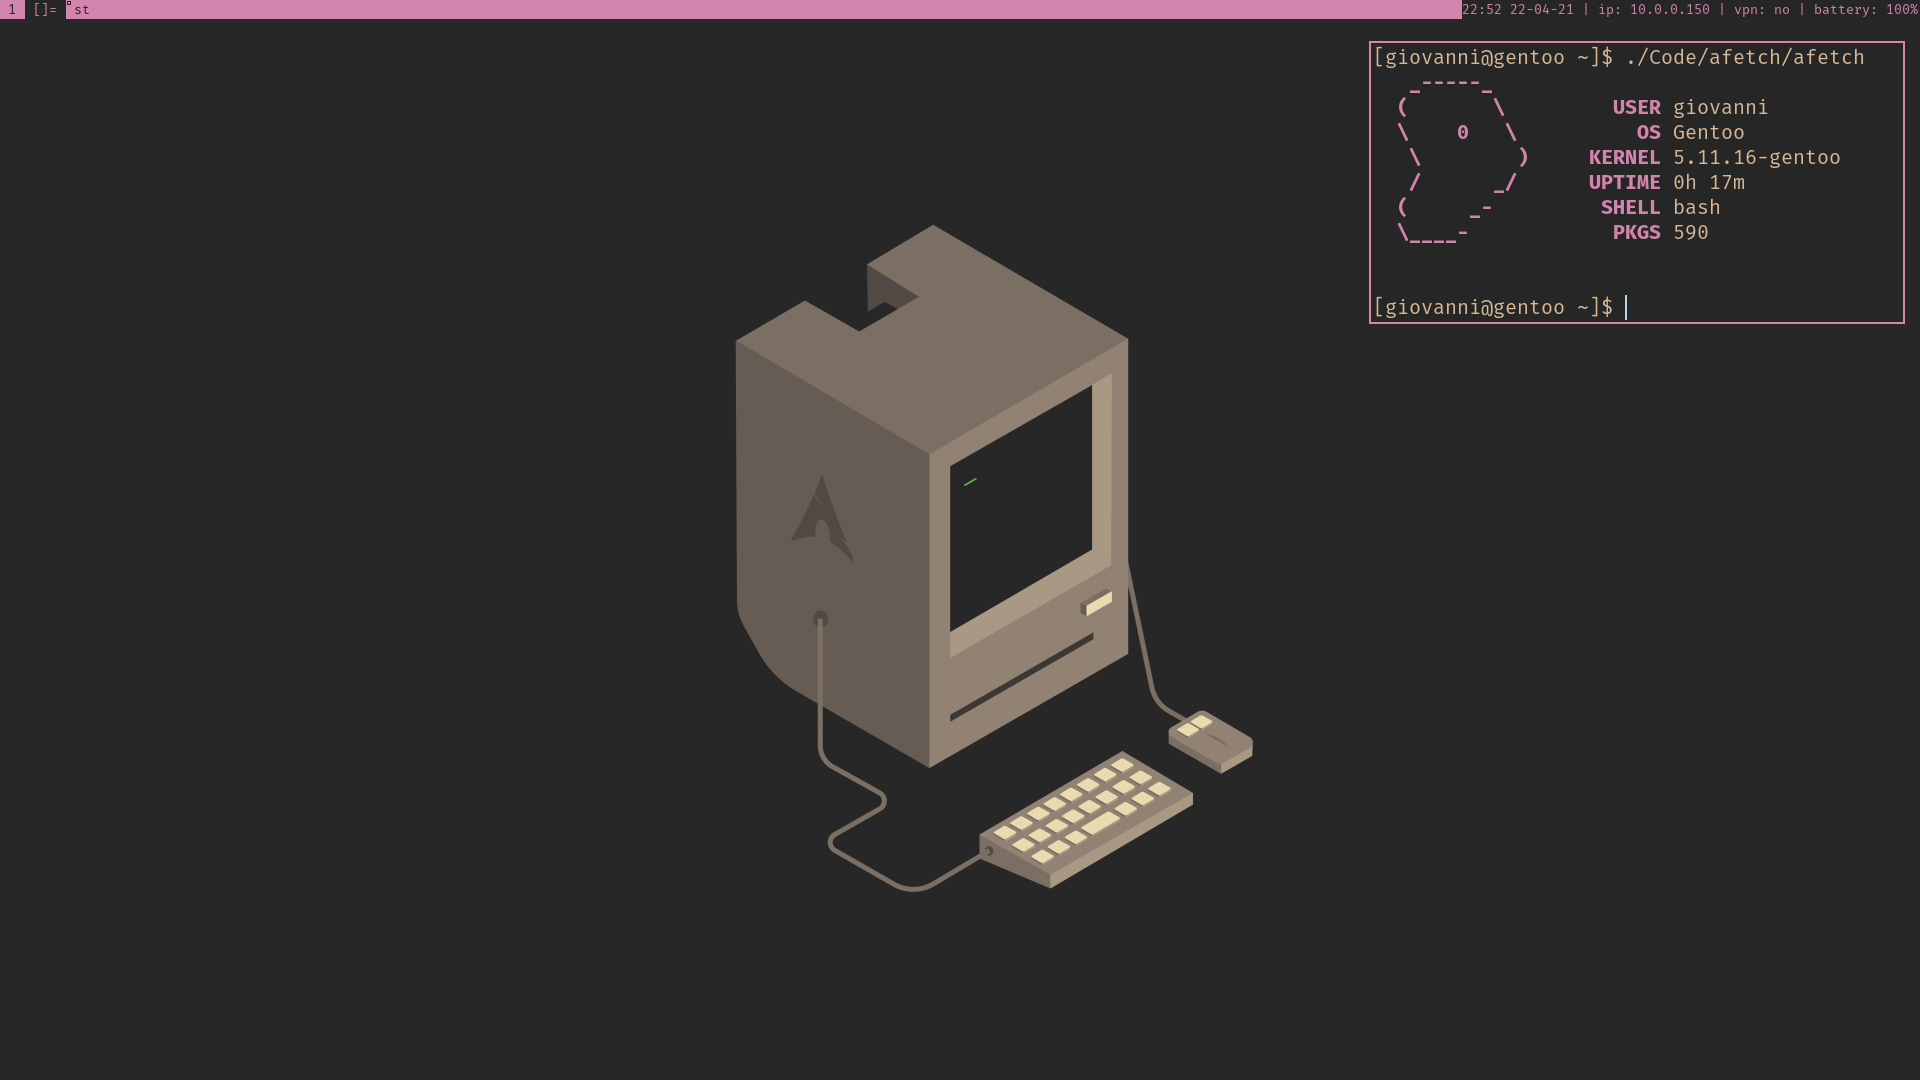 1 []= st 22:52 22-04-21 | ip: 10.0.0.150 | vpn: no | battery: 100%
[giovanni@gentoo ~]$ ./Code/afetch/afetch
   _-----_
  (       \         USER giovanni
  \    0   \          OS Gentoo
   \        )     KERNEL 5.11.16-gentoo
   /      _/      UPTIME 0h 17m
  (     _-         SHELL bash
  \____-            PKGS 590
[giovanni@gentoo ~]$